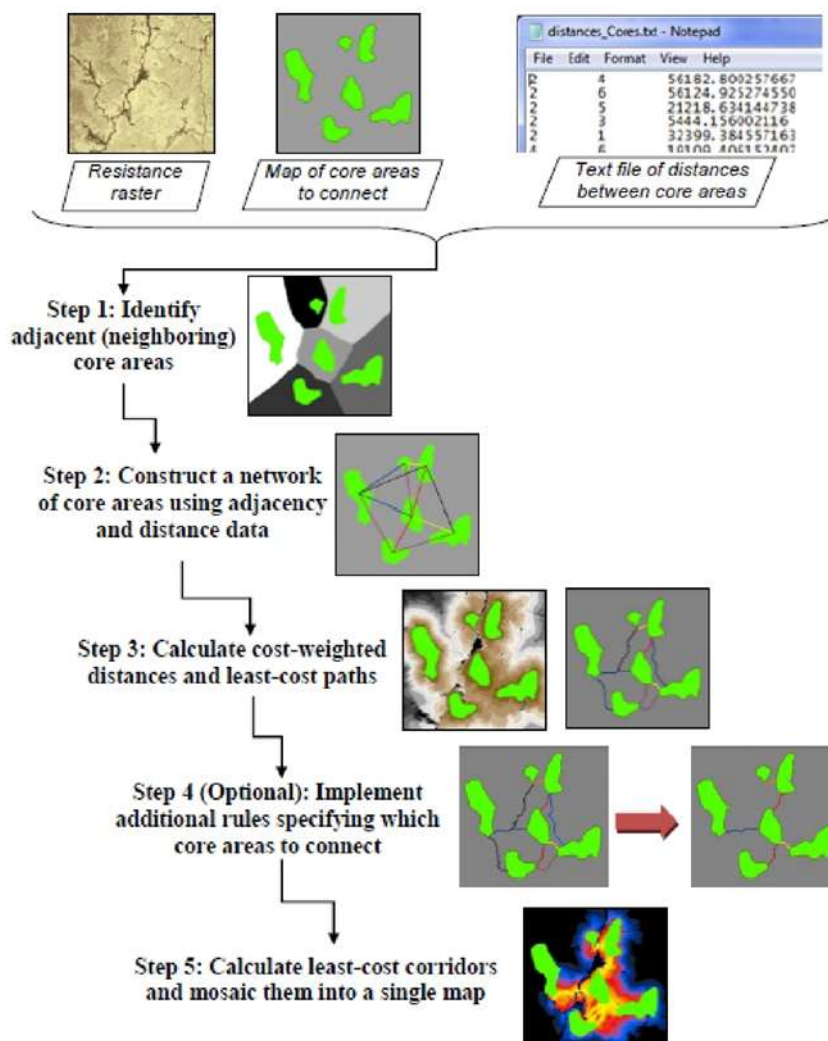 distances_Cores.txt - Notepad
File Edit Format View Help
2 4 56182.800257667
2 6 56124.925274550
2 5 21218.634144738
2 3 5444.156002116
2 1 32399.384557163
4 6
Resistance
raster
Map of core areas
to connect
Text file of distances
between core areas
Step 1: Identify
adjacent (neighboring)
core areas
Step 2: Construct a network
of core areas using adjacency
and distance data
Step 3: Calculate cost-weighted
distances and least-cost paths
Step 4 (Optional): Implement
additional rules specifying which
core areas to connect
Step 5: Calculate least-cost corridors
and mosaic them into a single map